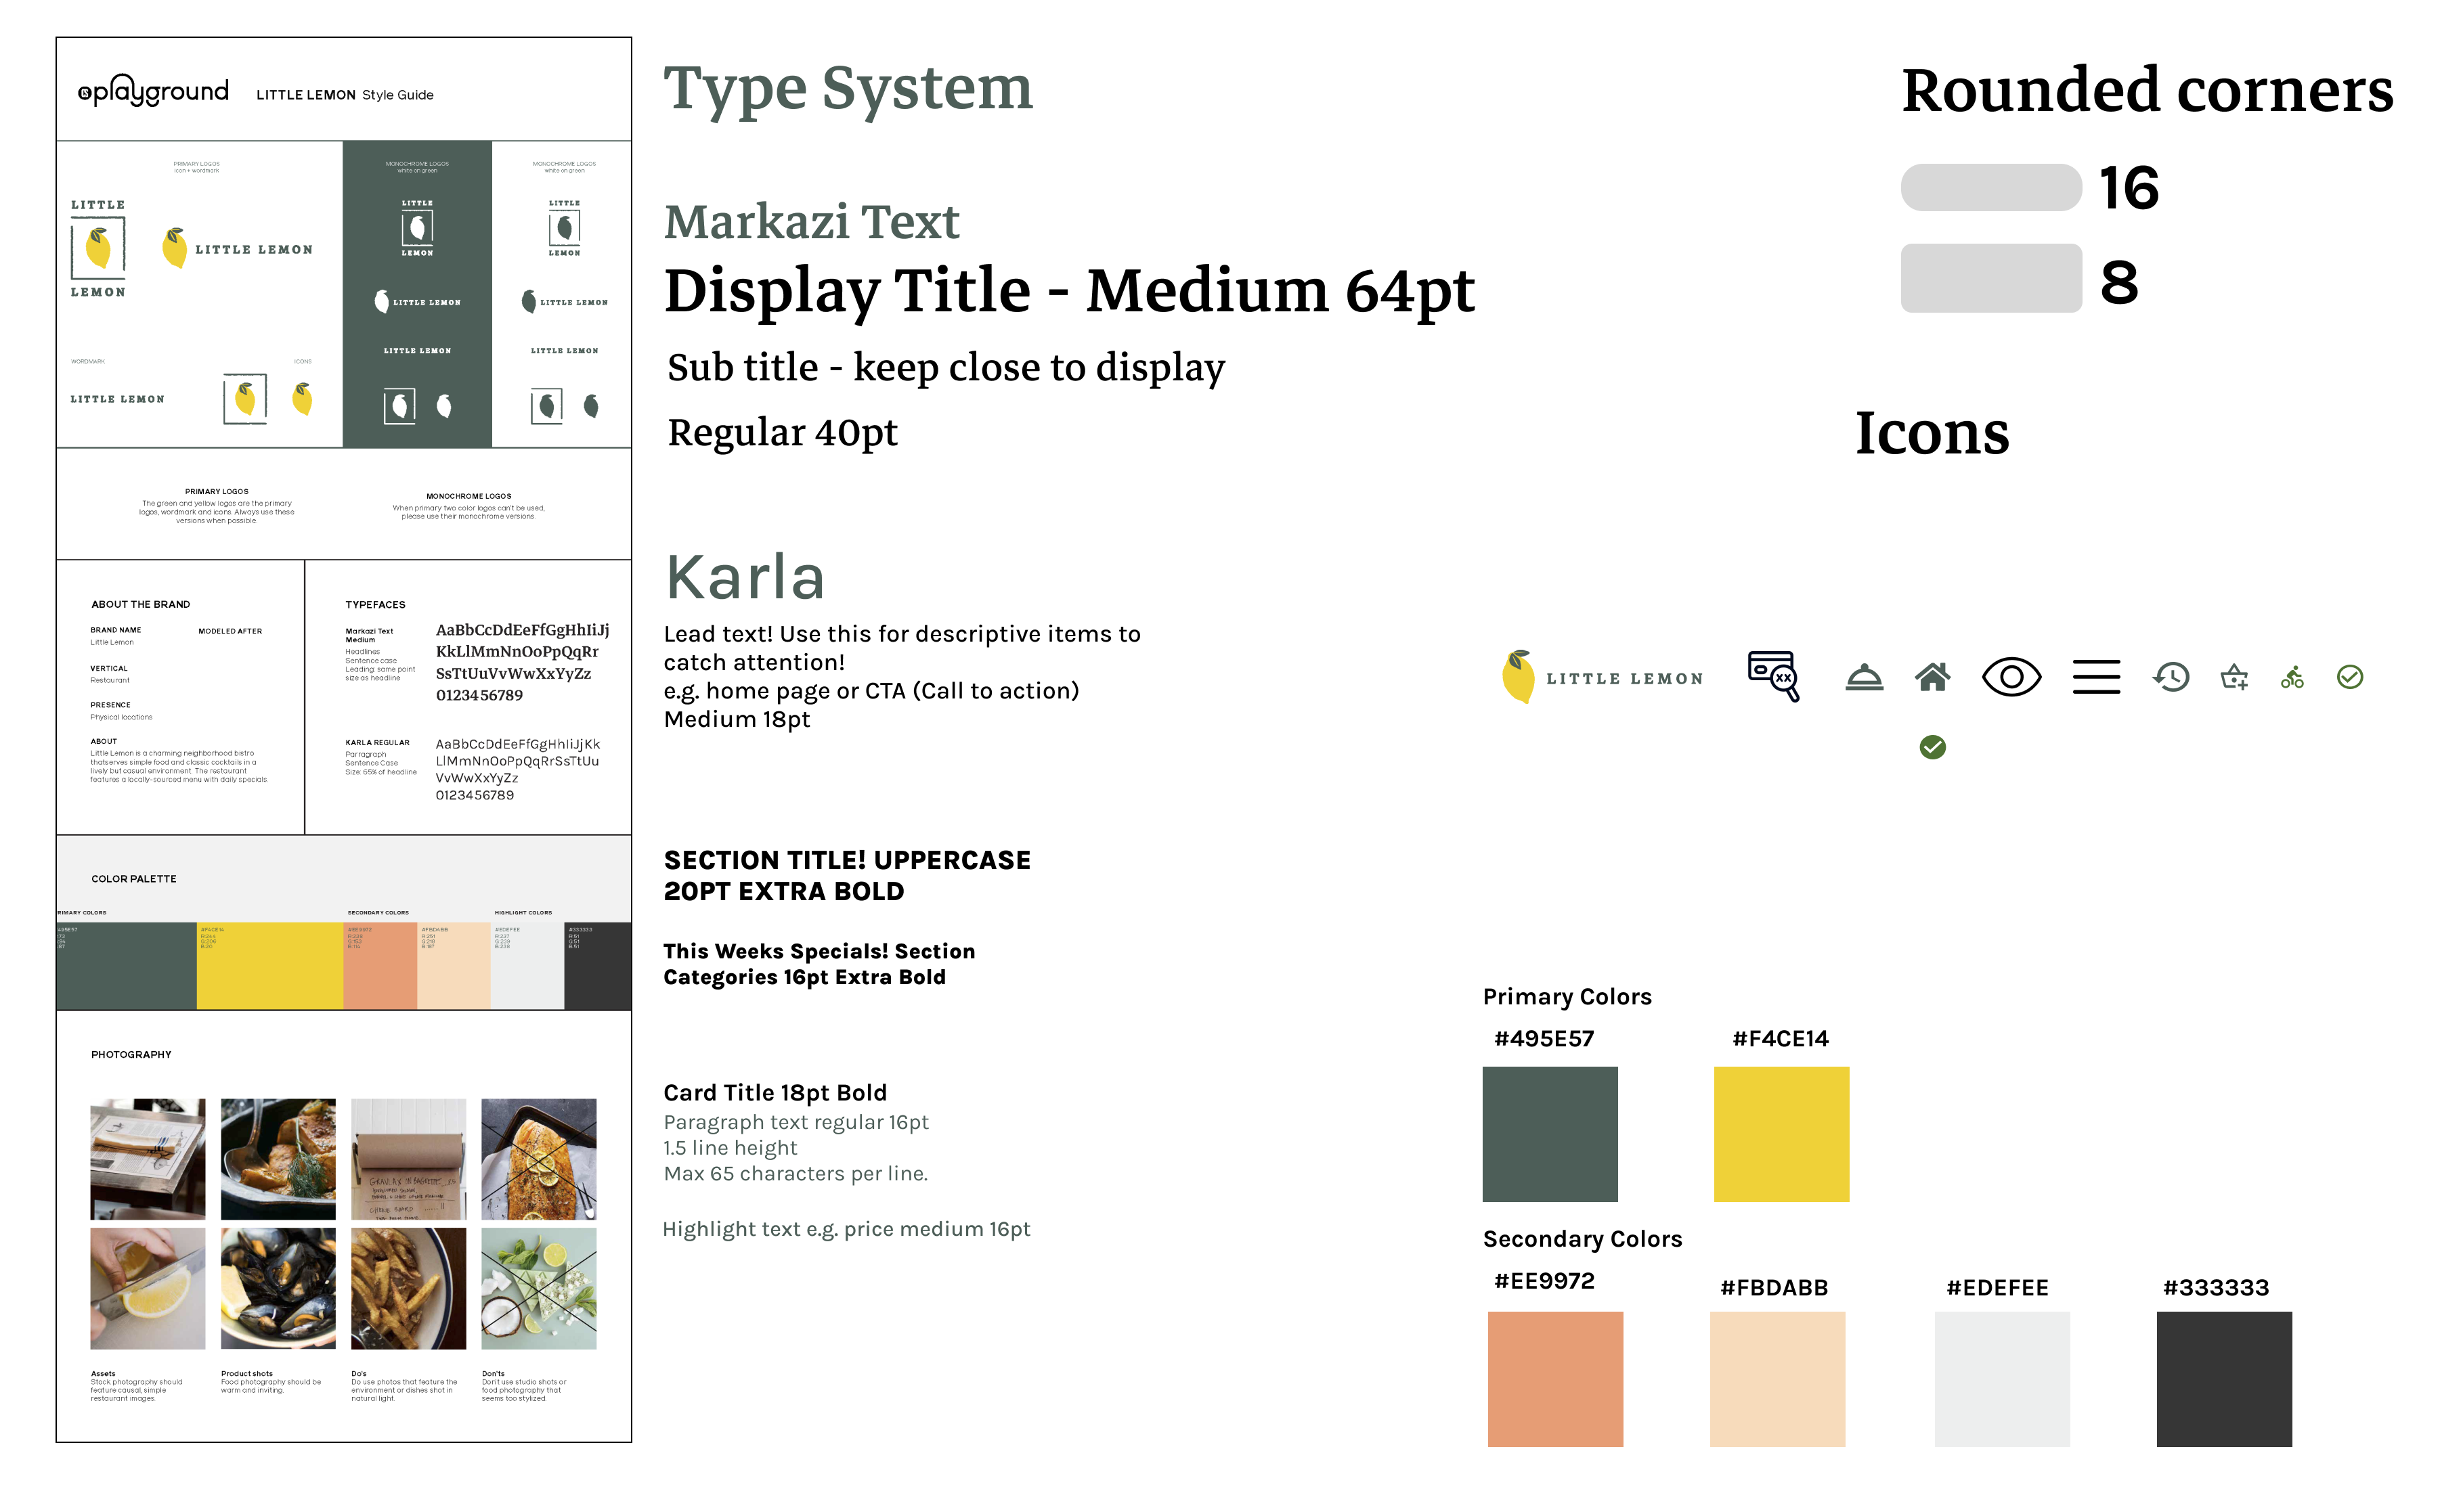 playground
LITTLE LEMON Style Guide
PRIMARY LOGOS
icon + wordmark
MONOCHROME LOGOS
white on green
MONOCHROME LOGOS
white on green
LITTLE
LEMON
LITTLE LEMON
LITTLE
LEMON
LITTLE LEMON
LITTLE LEMON
LITTLE
LEMON
LITTLE LEMON
LITTLE LEMON
WORDMARK
ICONS
LITTLE LEMON
PRIMARY LOGOS
The green and yellow logos are the primary
logos, wordmark and icons. Always use these
versions when possible.
MONOCHROME LOGOS
When primary two color logos can't be used,
please use their monochrome versions.
ABOUT THE BRAND
BRAND NAME
Little Lemon
MODELED AFTER
VERTICAL
Restaurant
PRESENCE
Physical locations
ABOUT
Little Lemon is a charming neighborhood bistro
thatserves simple food and classic cocktails in a
lively but casual environment. The restaurant
features a locally-sourced menu with daily specials.
TYPEFACES
Markazi Text
Medium
Headlines
Sentence case
Leading: same point
size as headline
AaBbCcDdEeFfGgHhIiJj
KkLlMmNnOoPpQqRr
SsTtUuVvWwXxYyZz
0123456789
KARLA REGULAR
Paragraph
Sentence Case
Size: 65% of headline
AaBbCcDdEeFfGgHhIiJjKk
LlMmNnOoPpQqRrSsTtUu
VvWwXxYyZz
0123456789
COLOR PALETTE
RIMARY COLORS
SECONDARY COLORS
HIGHLIGHT COLORS
#F4CE14
#EE9972
#FBDABB
#EDEFEE
#333333
PHOTOGRAPHY
Assets
Stock photography should
feature causal, simple
restaurant images.
Product shots
Food photography should be
warm and inviting.
Do's
Do use photos that feature the
environment or dishes shot in
natural light.
Don'ts
Don't use studio shots or
food photography that
seems too stylized.
Type System
Markazi Text
Display Title - Medium 64pt
Sub title - keep close to display
Regular 40pt
Karla
Lead text! Use this for descriptive items to
catch attention!
e.g. home page or CTA (Call to action)
Medium 18pt
SECTION TITLE! UPPERCASE
20PT EXTRA BOLD
This Weeks Specials! Section
Categories 16pt Extra Bold
Card Title 18pt Bold
Paragraph text regular 16pt
1.5 line height
Max 65 characters per line.
Highlight text e.g. price medium 16pt
Rounded corners
16
8
Icons
LITTLE LEMON
XX
Primary Colors
#495E57
#F4CE14
Secondary Colors
#EE9972
#FBDABB
#EDEFEE
#333333